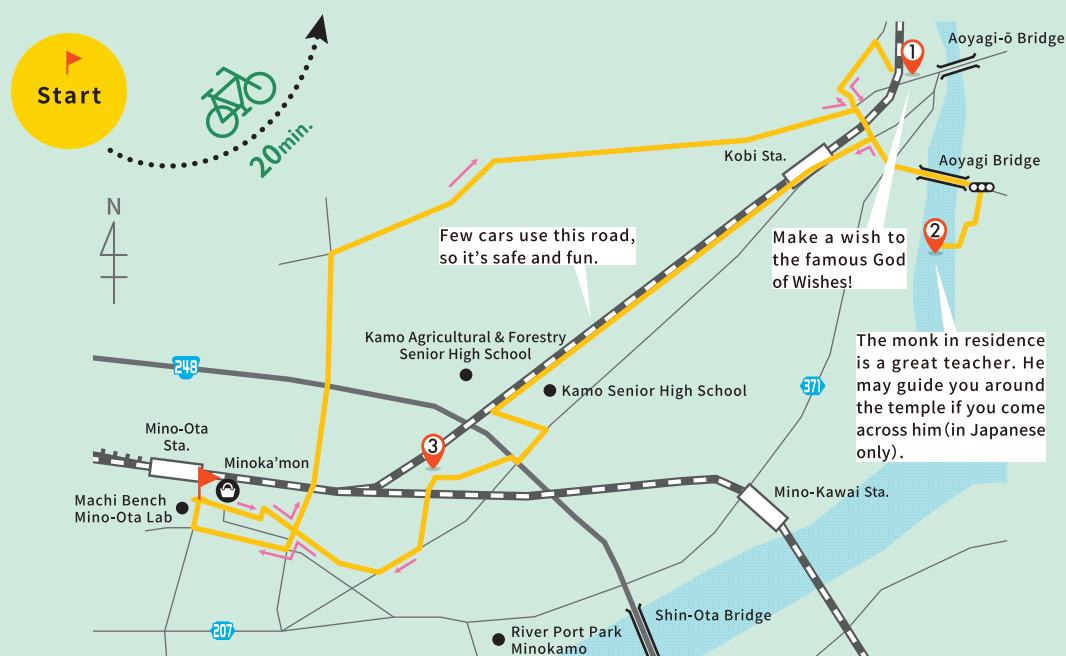 Start
20min.
N
1
Aoyagi-ō Bridge
Kobi Sta.
Aoyagi Bridge
2
Few cars use this road,
so it's safe and fun.
Make a wish to
the famous God
of Wishes!
Kamo Agricultural & Forestry
Senior High School
The monk in residence
is a great teacher. He
may guide you around
the temple if you come
across him(in Japanese
only).
248
371
Kamo Senior High School
Mino-Ota
Sta.
3
Minoka'mon
Machi Bench
Mino-Ota Lab
Mino-Kawai Sta.
207
Shin-Ota Bridge
River Port Park
Minokamo